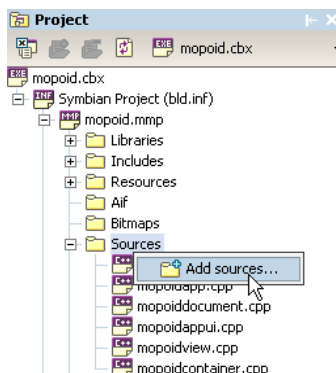 Project
mopoid.cbx
mopoid.cbx
Symbian Project (bld.inf)
mopoid.mmp
Libraries
Includes
Resources
Aif
Bitmaps
Sources
Add sources...
mopoidapp.cpp
mopoiddocument.cpp
mopoidappui.cpp
mopoidview.cpp
mopoidcontainer.cpp